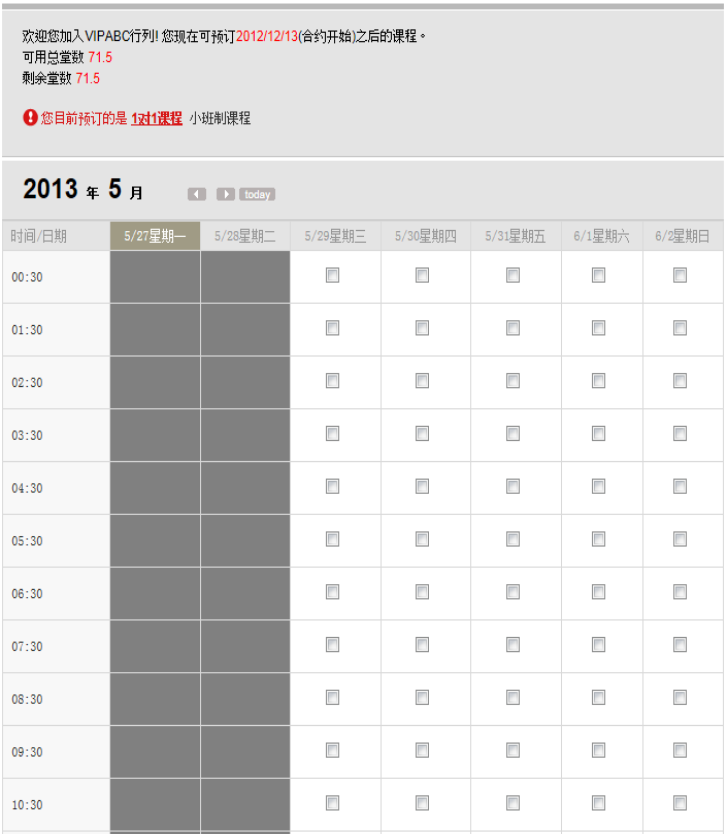 欢迎您加入VIPABC行列! 您现在可预订2012/12/13(合约开始)之后的课程。
可用总堂数 71.5
剩余堂数 71.5
您目前预订的是 1对1课程 小班制课程
2013 年 5 月 today
时间/日期 5/27星期一 5/28星期二 5/29星期三 5/30星期四 5/31星期五 6/1星期六 6/2星期日
00:30
01:30
02:30
03:30
04:30
05:30
06:30
07:30
08:30
09:30
10:30